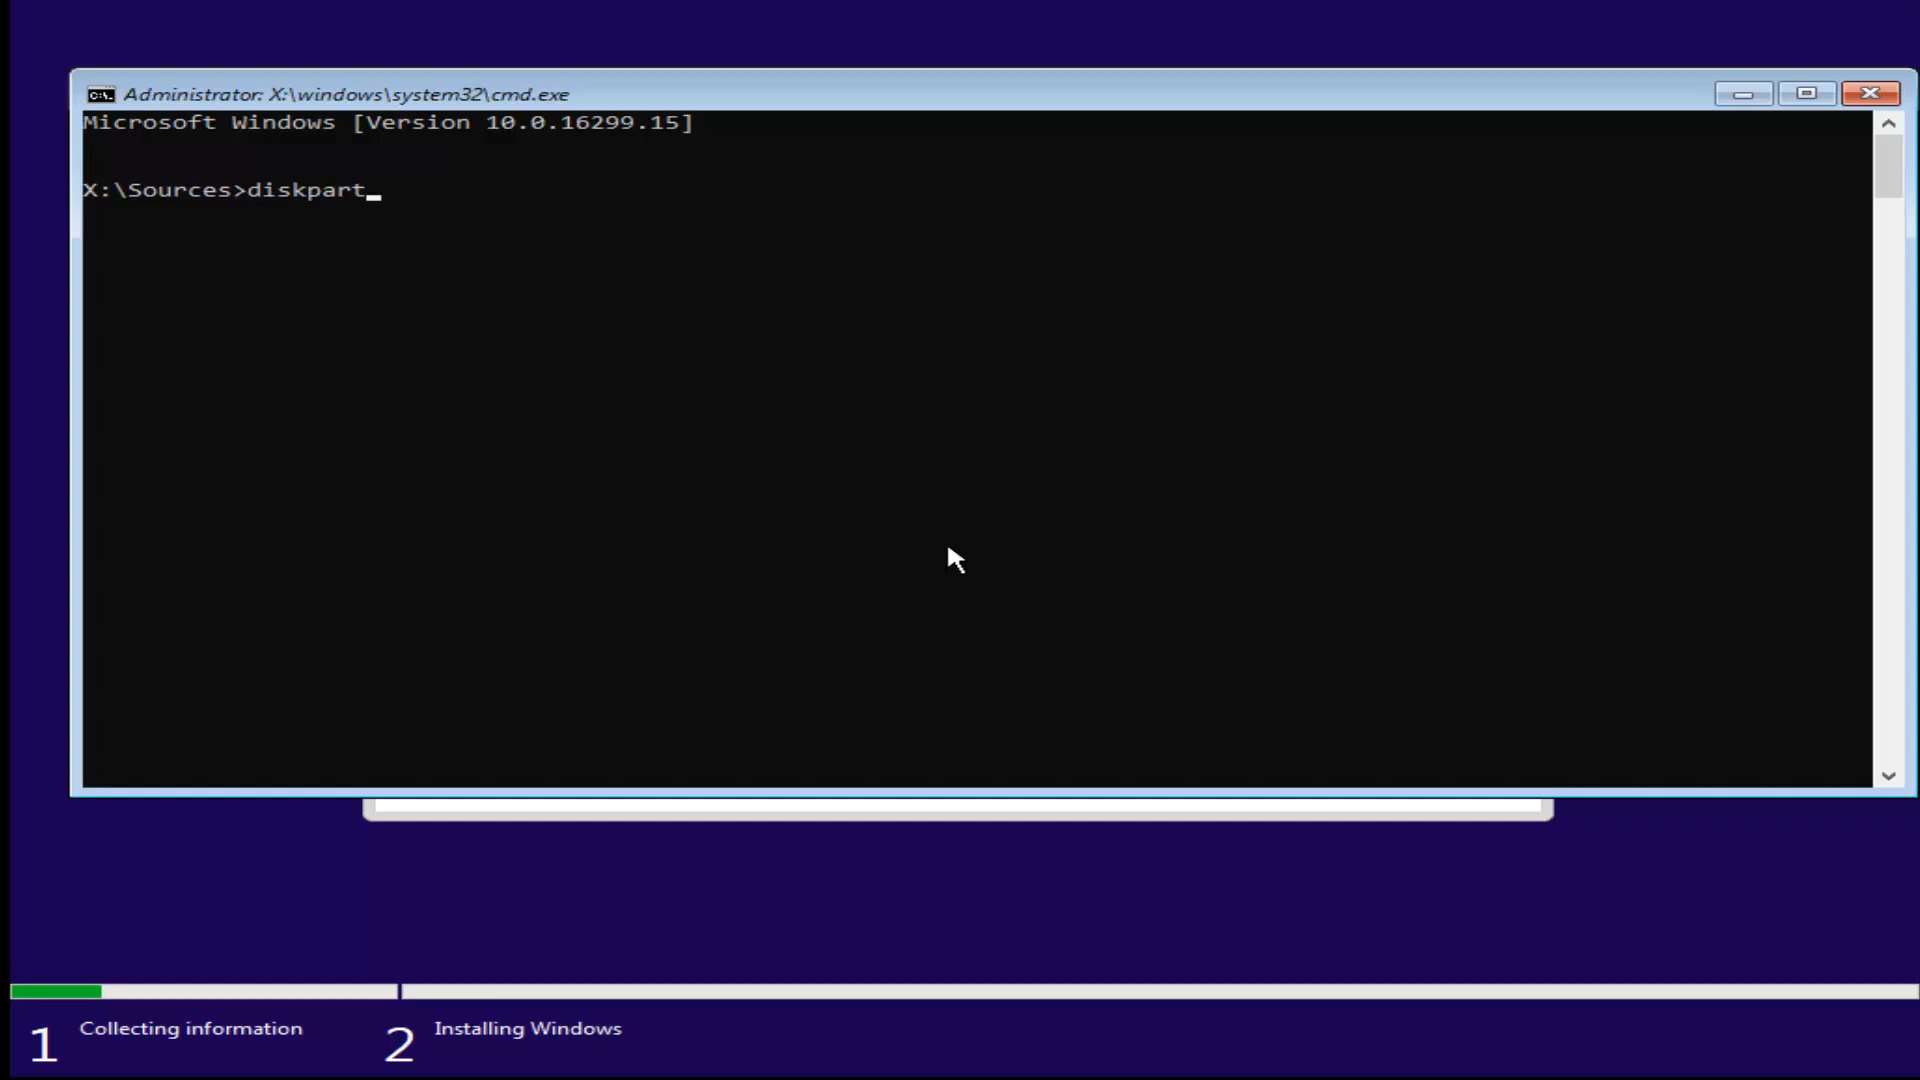 Administrator: X:\windows\system32\cmd.exe
Microsoft Windows [Version 10.0.16299.15]
X:\Sources>diskpart_
1 Collecting information
2 Installing Windows